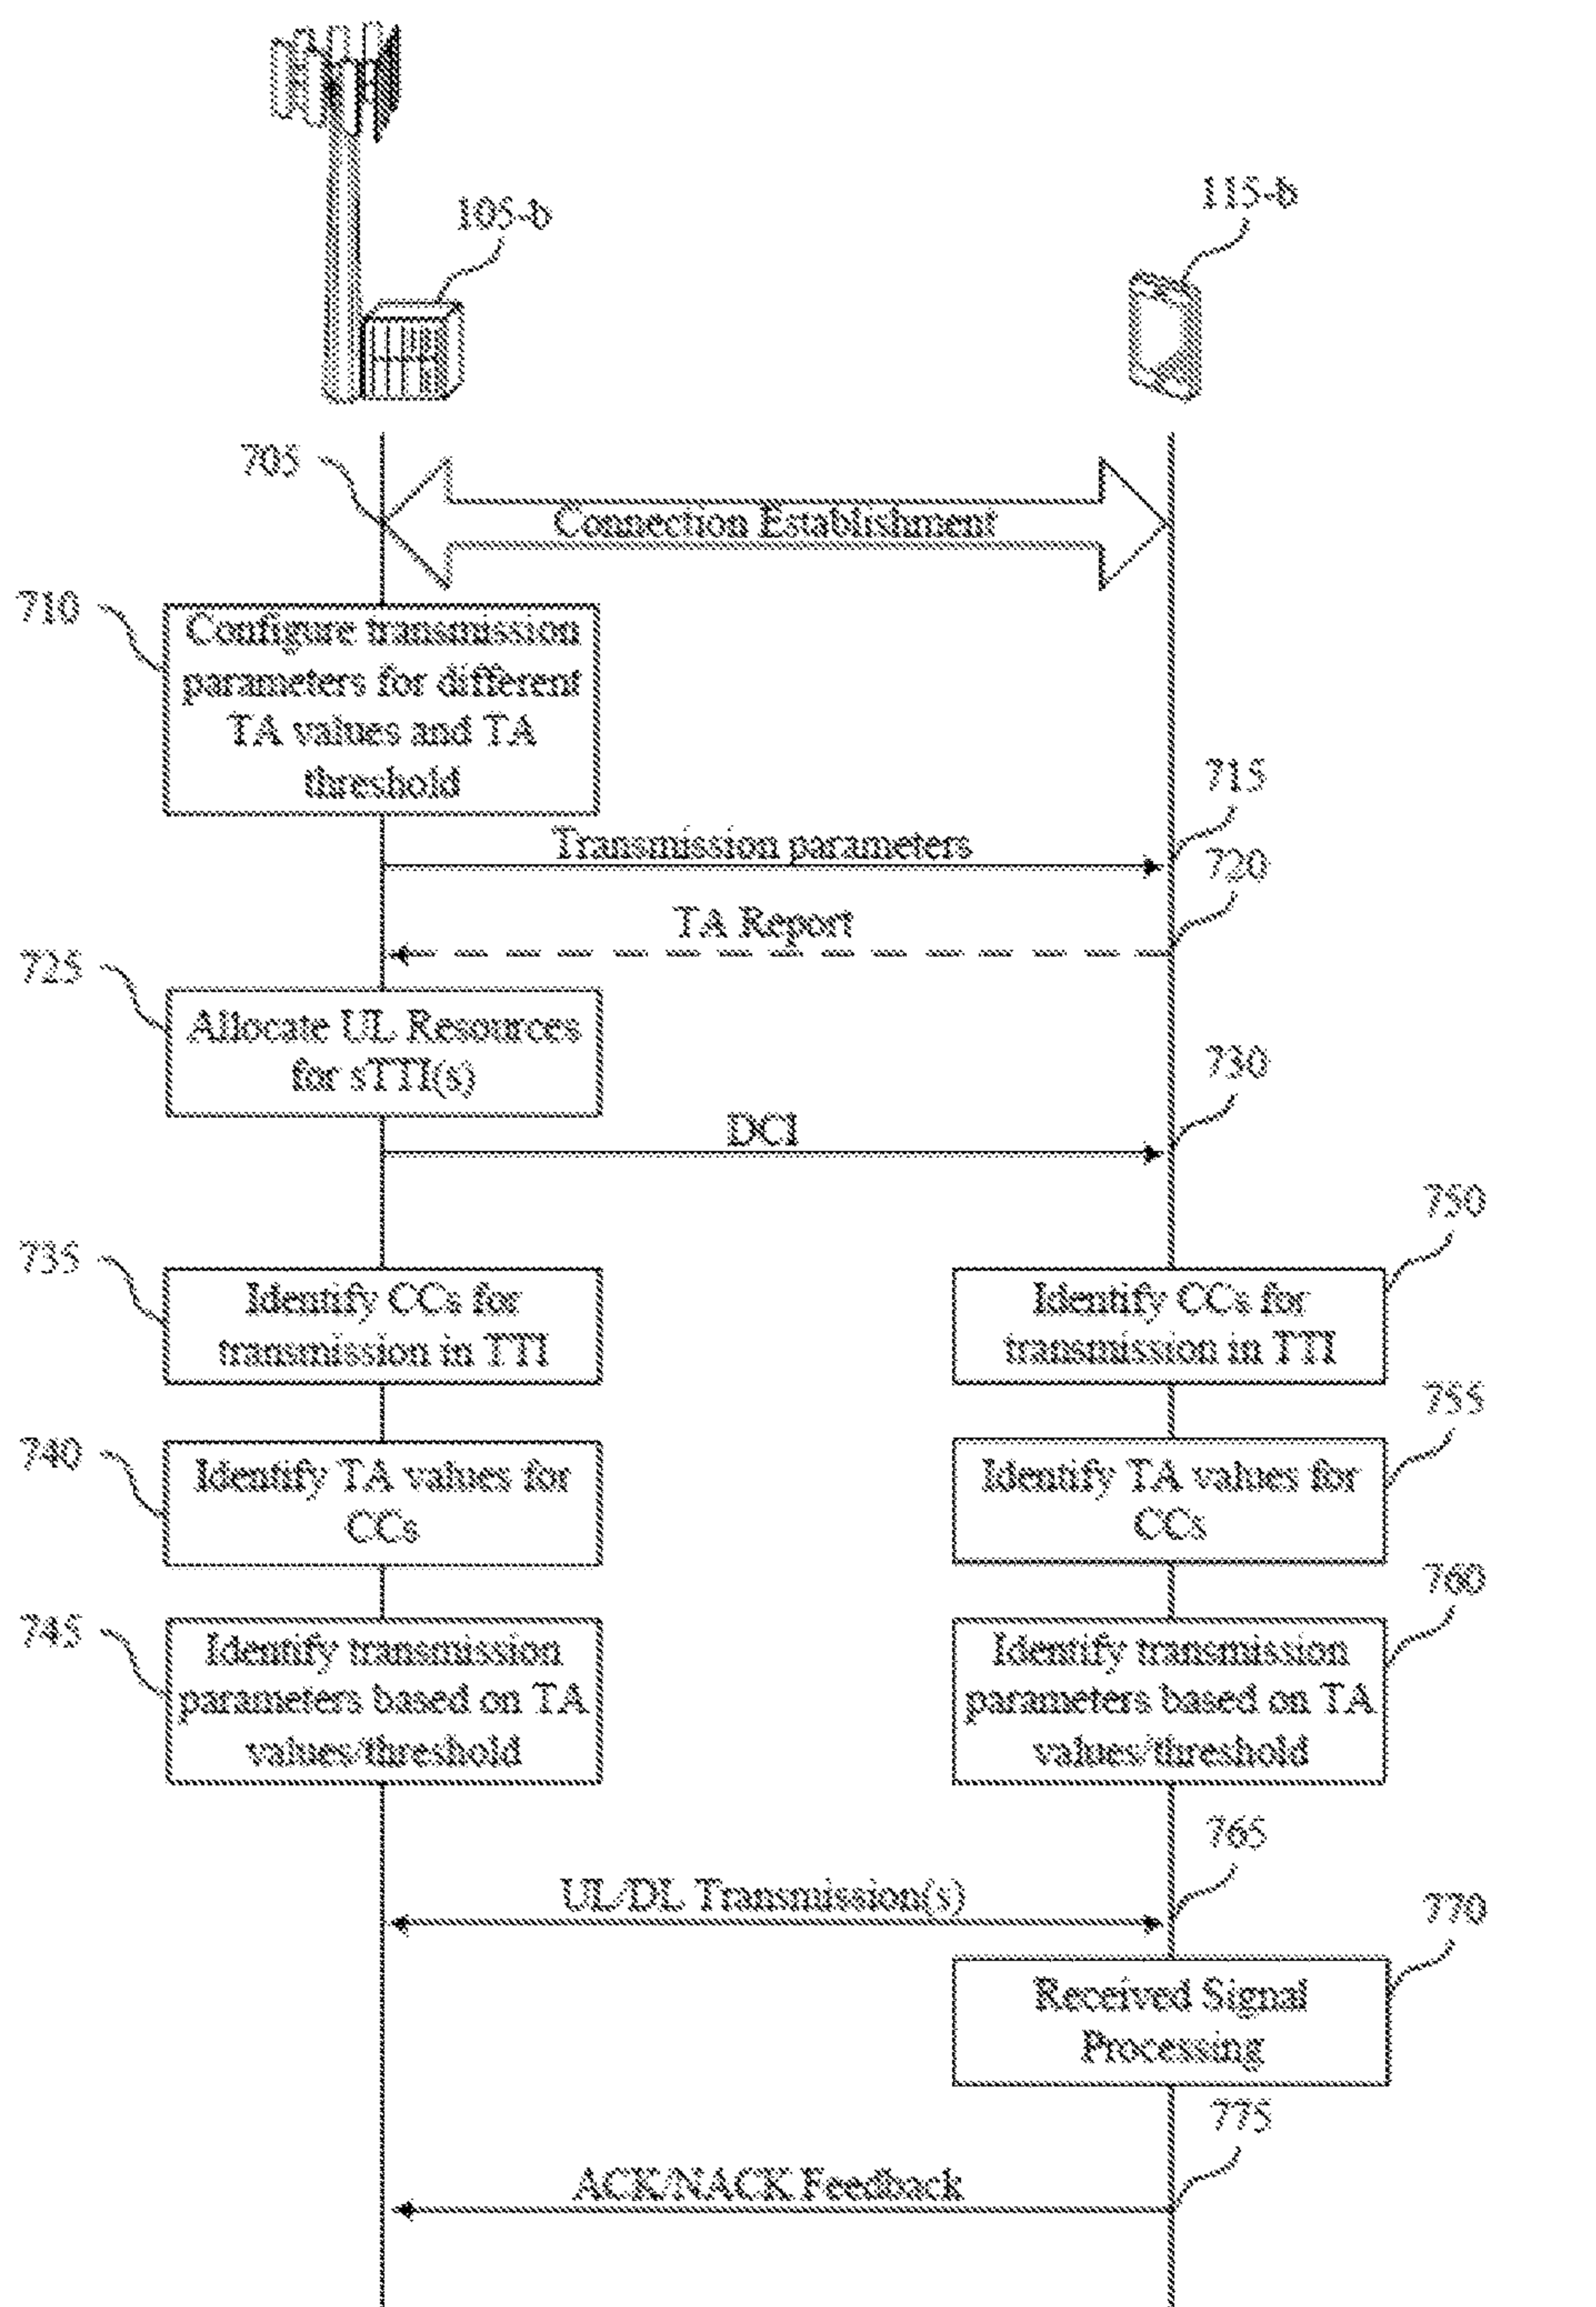 105-b
115-b
705
Connection Establishment
710
Configure transmission
parameters for different
TA values and TA
threshold
715
Transmission parameters
720
TA Report
725
Allocate UL Resources
for sTTI(s)
730
DCI
750
735
Identify CCs for
transmission in TTI
Identify CCs for
transmission in TTI
755
740
Identify TA values for
CCs
Identify TA values for
CCs
760
745
Identify transmission
parameters based on TA
values/threshold
Identify transmission
parameters based on TA
values/threshold
765
UL/DL Transmission(s)
770
Received Signal
Processing
775
ACK/NACK Feedback